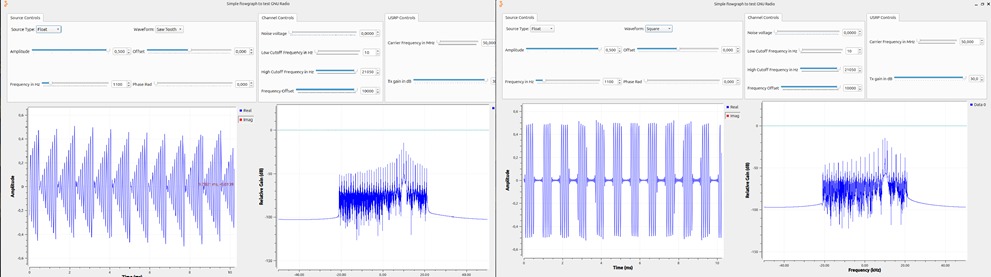 Simple flowgraph to test GNU Radio
Source Controls
Source Type: Float
Waveform: Saw Tooth
Amplitude 0,500
Offset 0,000
Frequency in Hz 1100
Phase Rad 0,000
Channel Controls
Noise voltage 0,0000
Low Cutoff Frequency in Hz 10
High Cutoff Frequency in Hz 21050
Frequency Offset 10000
USRP Controls
Carrier Frequency in MHz 50,000
Tx gain in dB
Real
Imag
Amplitude
Time (ms)
Relative Gain (dB)
Simple flowgraph to test GNU Radio
Source Controls
Source Type: Float
Waveform: Square
Amplitude 0,500
Offset 0,000
Frequency in Hz 1100
Phase Rad 0,000
Channel Controls
Noise voltage 0,0000
Low Cutoff Frequency in Hz 10
High Cutoff Frequency in Hz 21050
Frequency Offset 10000
USRP Controls
Carrier Frequency in MHz 50,000
Tx gain in dB
Real
Imag
Amplitude
Time (ms)
Data 0
Relative Gain (dB)
Frequency (kHz)